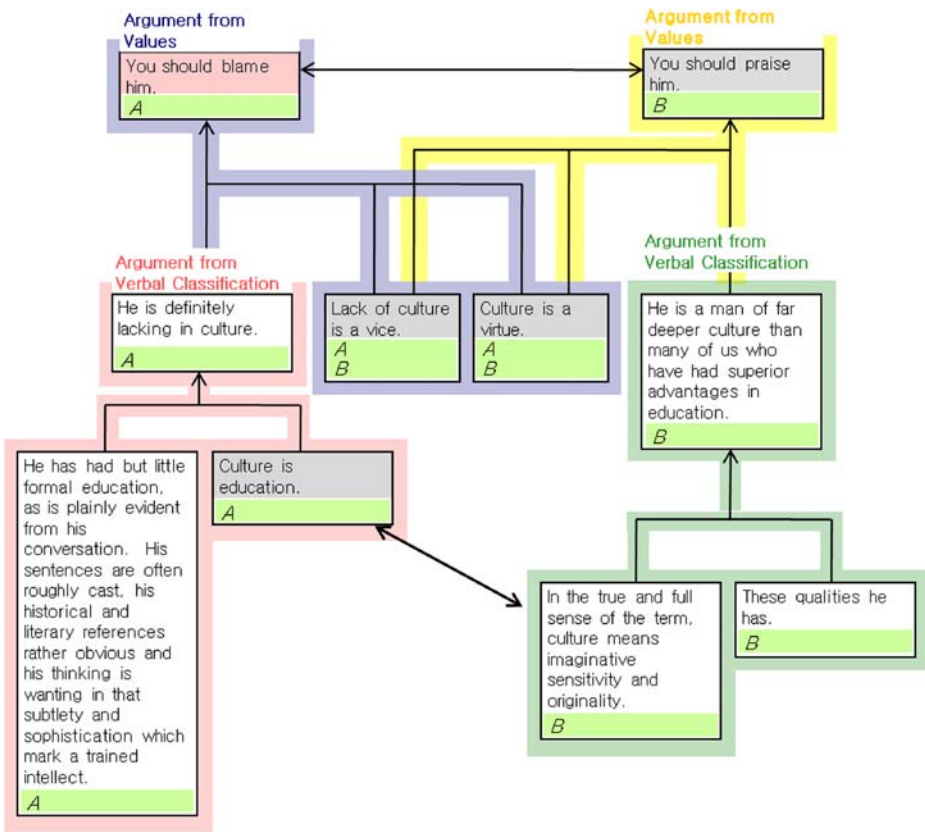 Argument from
Values
You should blame
him.
A
Argument from
Values
You should praise
him.
B
Argument from
Verbal Classification
He is definitely
lacking in culture.
A
Lack of culture
is a vice.
A
B
Culture is a
virtue.
A
B
Argument from
Verbal Classification
He is a man of far
deeper culture than
many of us who
have had superior
advantages in
education.
B
He has had but little
formal education,
as is plainly evident
from his
conversation. His
sentences are often
roughly cast, his
historical and
literary references
rather obvious and
his thinking is
wanting in that
subtlety and
sophistication which
mark a trained
intellect.
A
Culture is
education.
A
In the true and full
sense of the term,
culture means
imaginative
sensitivity and
originality.
B
These qualities he
has.
B